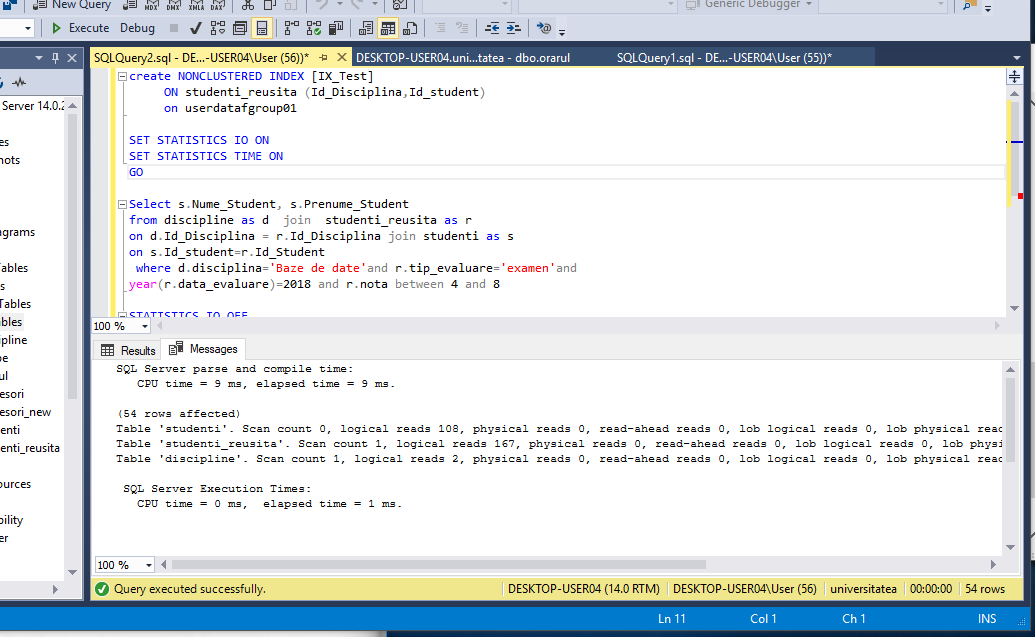 New Query MDX DMX XMLA DAX Generic Debugger
Execute Debug
SQLQuery2.sql - DE...-USER04\User (56))* DESKTOP-USER04.uni...tatea - dbo.orarul SQLQuery1.sql - DE...-USER04\User (55))*
Server 14.0.2
es
hots
grams
ables
s
Tables
bles
ipline
pe
ul
esori
esori_new
enti
enti_reusita
ources
bility
er
create NONCLUSTERED INDEX [IX_Test]
ON studenti_reusita (Id_Disciplina,Id_student)
on userdatafgroup01
SET STATISTICS IO ON
SET STATISTICS TIME ON
GO
Select s.Nume_Student, s.Prenume_Student
from discipline as d join studenti_reusita as r
on d.Id_Disciplina = r.Id_Disciplina join studenti as s
on s.Id_student=r.Id_Student
where d.disciplina='Baze de date'and r.tip_evaluare='examen'and
year(r.data_evaluare)=2018 and r.nota between 4 and 8
STATISTICS IO OFF
100 %
Results Messages
SQL Server parse and compile time:
CPU time = 9 ms, elapsed time = 9 ms.
(54 rows affected)
Table 'studenti'. Scan count 0, logical reads 108, physical reads 0, read-ahead reads 0, lob logical reads 0, lob physical read
Table 'studenti_reusita'. Scan count 1, logical reads 167, physical reads 0, read-ahead reads 0, lob logical reads 0, lob physi
Table 'discipline'. Scan count 1, logical reads 2, physical reads 0, read-ahead reads 0, lob logical reads 0, lob physical reac
SQL Server Execution Times:
CPU time = 0 ms, elapsed time = 1 ms.
100 %
Query executed successfully. DESKTOP-USER04 (14.0 RTM) DESKTOP-USER04\User (56) universitatea 00:00:00 54 rows
Ln 11 Col 1 Ch 1 INS